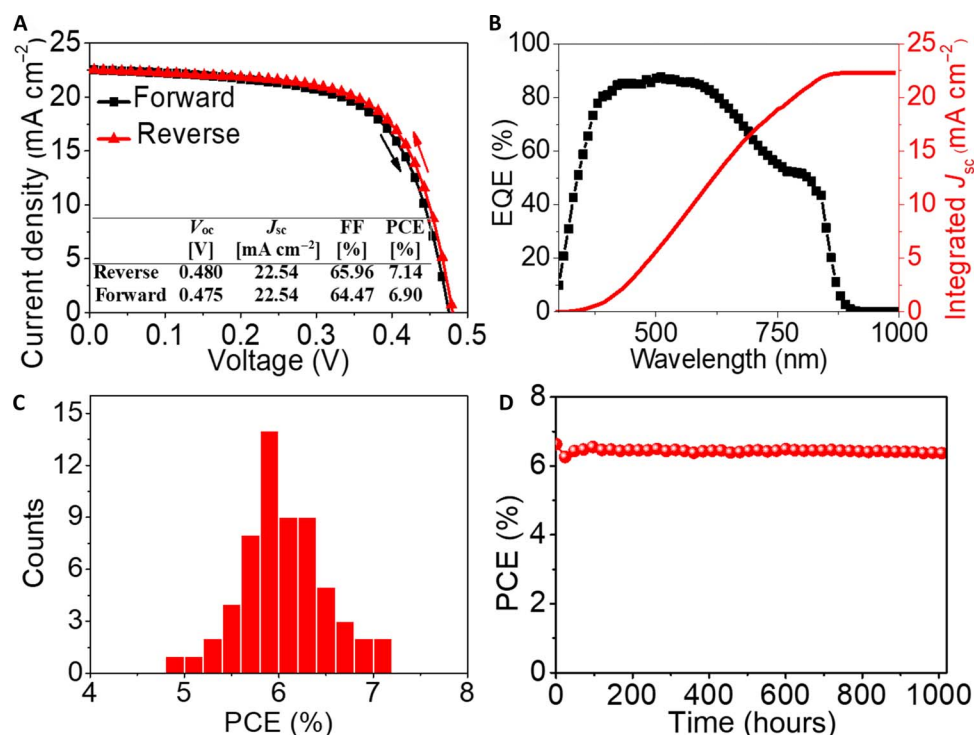 A
Current density (mA cm⁻²)
25
20
15
10
5
0
Forward
Reverse
Voc Jsc FF PCE
[V] [mA cm⁻²] [%] [%]
Reverse 0.480 22.54 65.96 7.14
Forward 0.475 22.54 64.47 6.90
0.0 0.1 0.2 0.3 0.4 0.5
Voltage (V)
B
EQE (%)
100
80
60
40
20
0
25
20
15
10
5
0
Integrated Jsc (mA cm⁻²)
500 750 1000
Wavelength (nm)
C
Counts
15
12
9
6
3
0
4 5 6 7 8
PCE (%)
D
PCE (%)
8
6
4
2
0
0 200 400 600 800 1000
Time (hours)